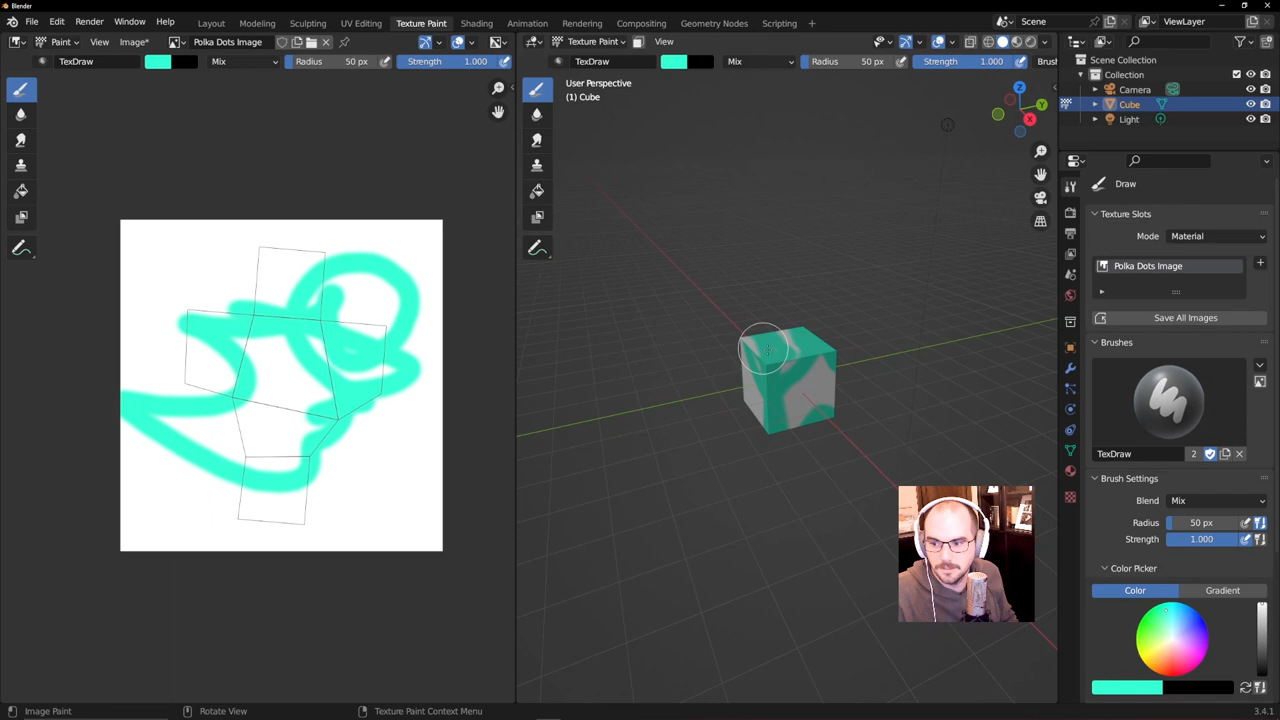 Blender
File Edit Render Window Help Layout Modeling Sculpting UV Editing Texture Paint Shading Animation Rendering Compositing Geometry Nodes Scripting + Scene ViewLayer
Paint View Image* Polka Dots Image Texture Paint View
TexDraw Mix Radius 50 px Strength 1.000 TexDraw Mix Radius 50 px Strength 1.000 Brush
User Perspective
(1) Cube
Z
Y
X
Scene Collection
Collection
Camera
Cube
Light
Draw
Texture Slots
Mode Material
Polka Dots Image
Save All Images
Brushes
TexDraw 2
Brush Settings
Blend Mix
Radius 50 px
Strength 1.000
Color Picker
Color Gradient
Image Paint Rotate View Texture Paint Context Menu 3.4.1